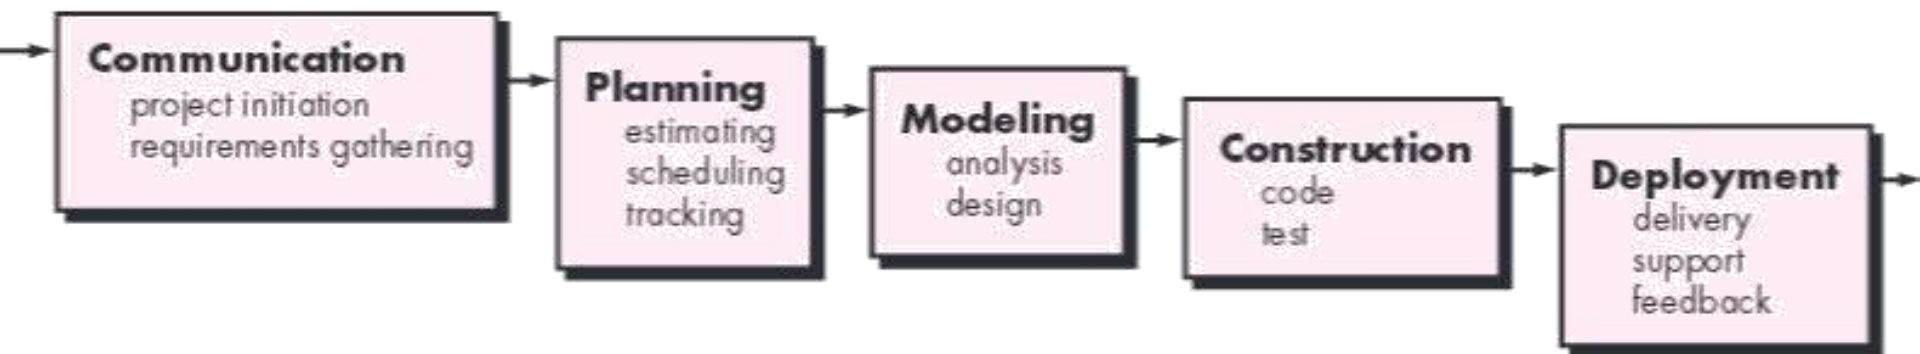 Communication
project initiation
requirements gathering
Planning
estimating
scheduling
tracking
Modeling
analysis
design
Construction
code
test
Deployment
delivery
support
feedback